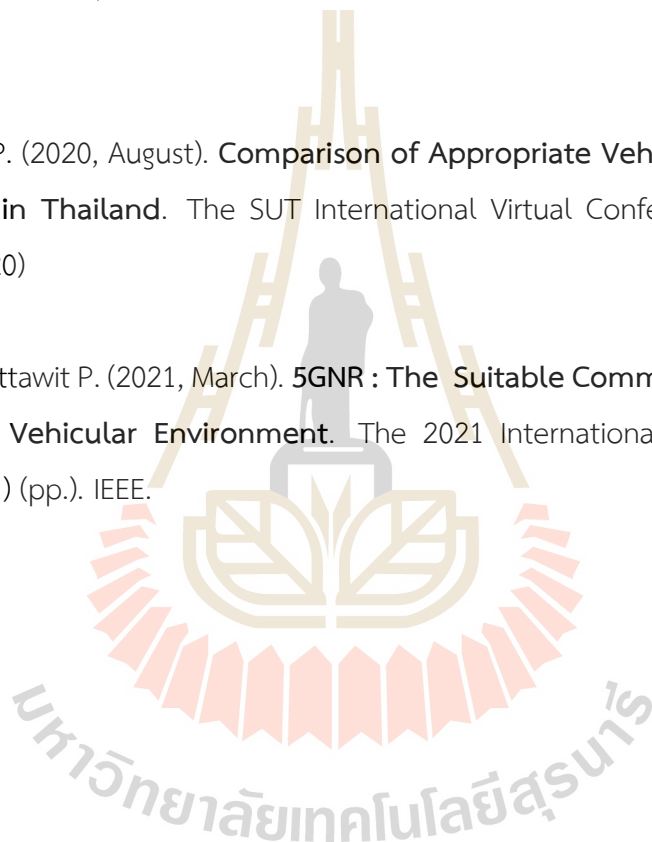 P. (2020, August). Comparison of Appropriate Veh
in Thailand. The SUT International Virtual Confe
20)
ttawit P. (2021, March). 5GNR : The Suitable Comm
Vehicular Environment. The 2021 International
) (pp.). IEEE.
มหาวิทยาลัยเทคโนโลยีสุรนารี